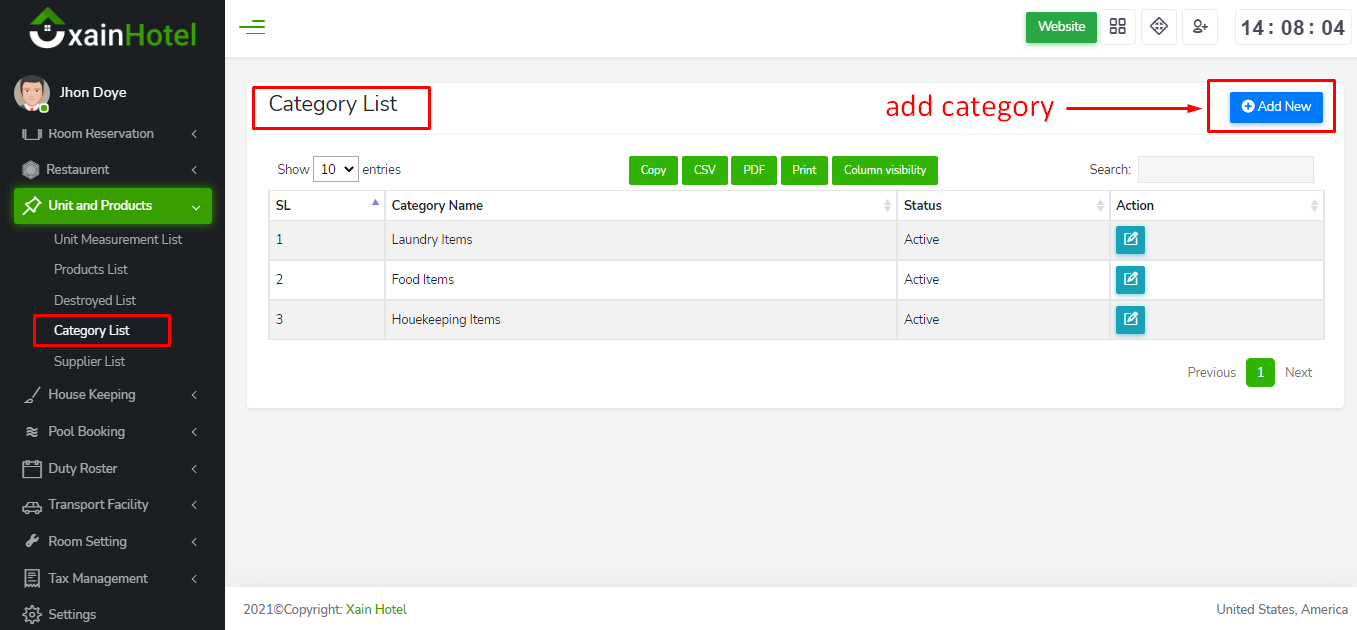 xainHotel
Website
14 : 08 : 04
Jhon Doye
Room Reservation
Restaurent
Unit and Products
Unit Measurement List
Products List
Destroyed List
Category List
Supplier List
House Keeping
Pool Booking
Duty Roster
Transport Facility
Room Setting
Tax Management
Settings
Category List
add category
Add New
Show 10 entries
Copy CSV PDF Print Column visibility
Search:
SL Category Name Status Action
1 Laundry Items Active
2 Food Items Active
3 Houekeeping Items Active
Previous 1 Next
2021©Copyright: Xain Hotel
United States, America